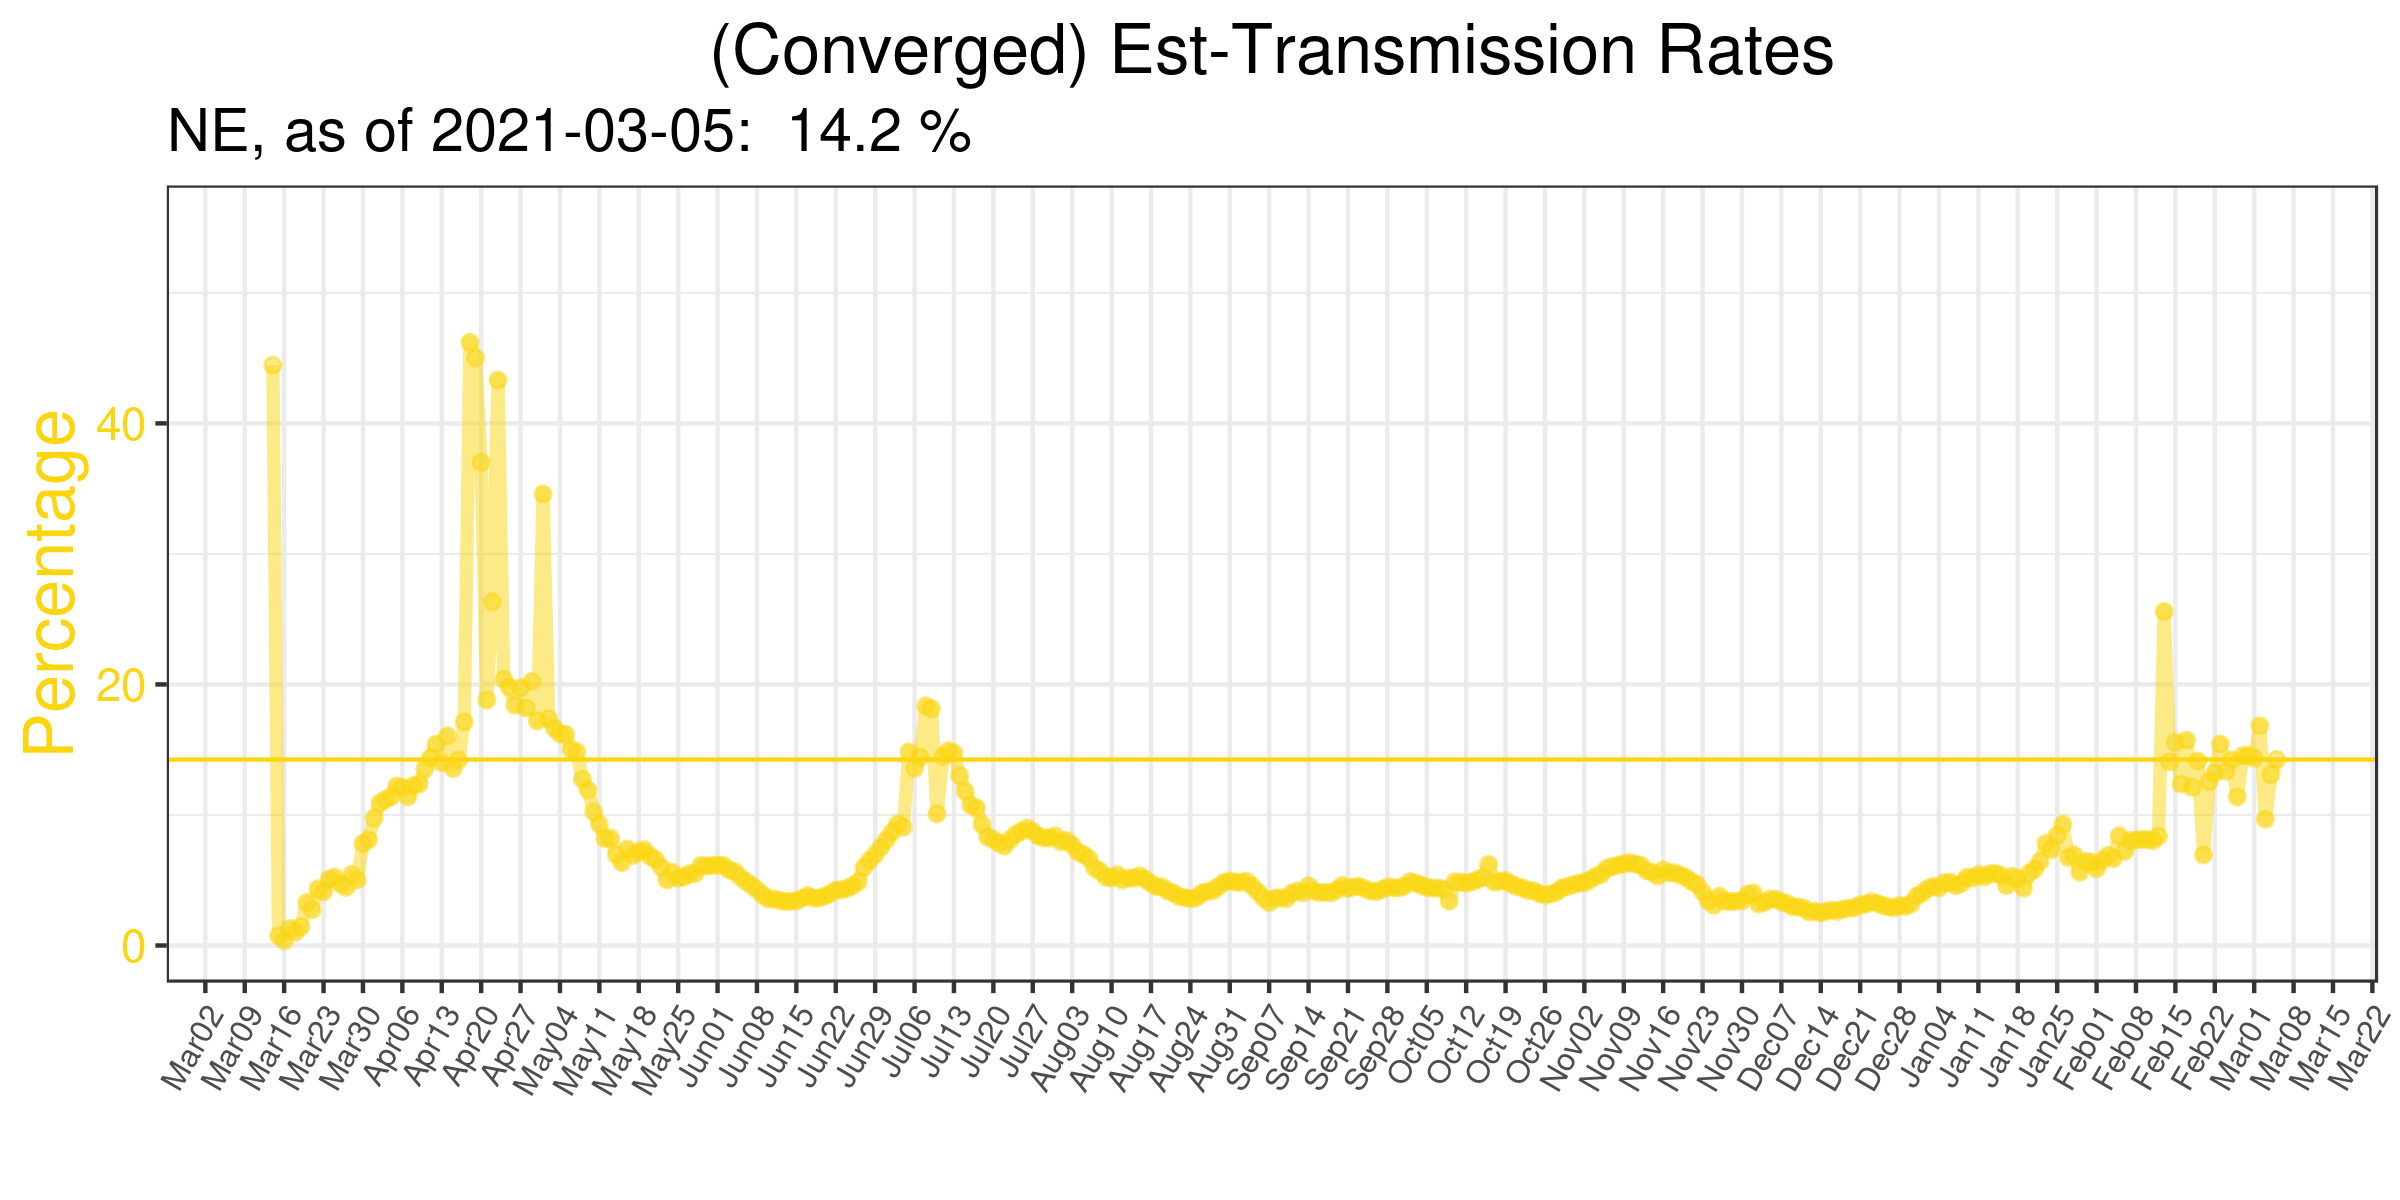 (Converged) Est-Transmission Rates
NE, as of 2021-03-05:  14.2 %
Percentage
40
20
0
Mar02
Mar09
Mar16
Mar23
Mar30
Apr06
Apr13
Apr20
Apr27
May04
May11
May18
May25
Jun01
Jun08
Jun15
Jun22
Jun29
Jul06
Jul13
Jul20
Jul27
Aug03
Aug10
Aug17
Aug24
Aug31
Sep07
Sep14
Sep21
Sep28
Oct05
Oct12
Oct19
Oct26
Nov02
Nov09
Nov16
Nov23
Nov30
Dec07
Dec14
Dec21
Dec28
Jan04
Jan11
Jan18
Jan25
Feb01
Feb08
Feb15
Feb22
Mar01
Mar08
Mar15
Mar22